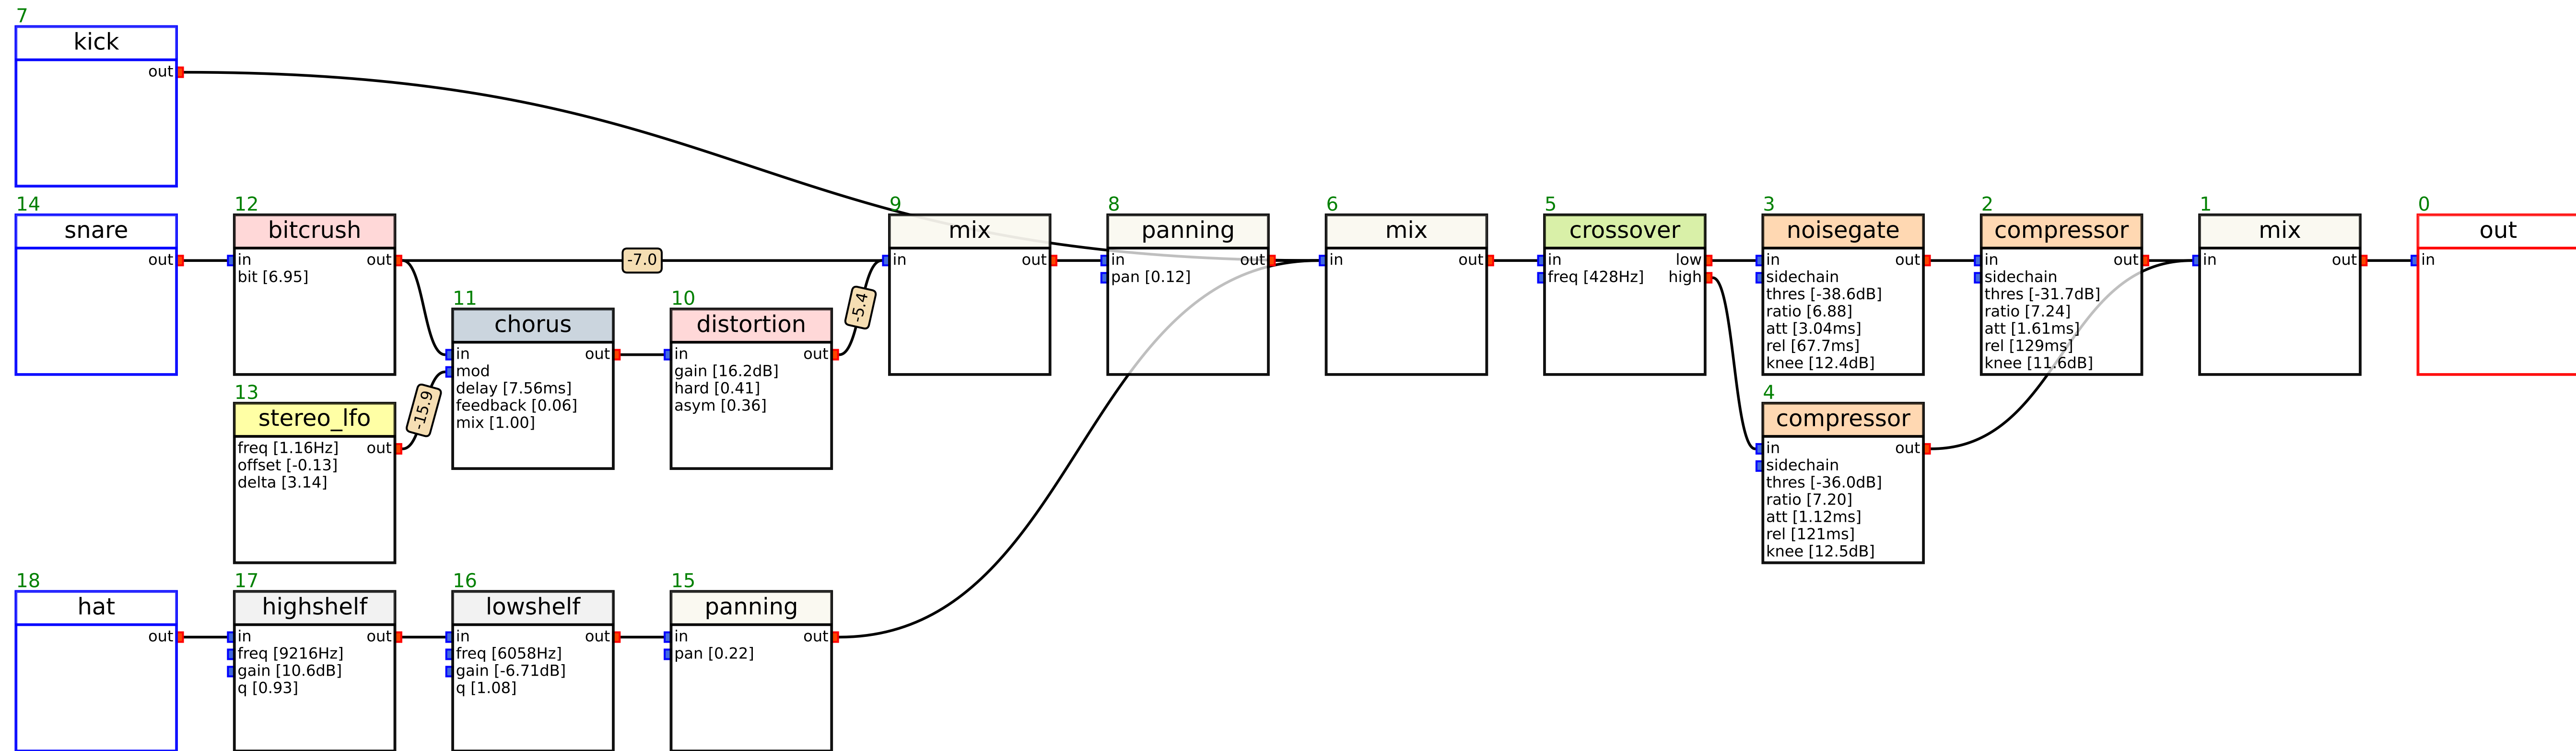 7
kick
out
14
snare
out
12
bitcrush
in out
bit [6.95]
-7.0
13
stereo_lfo
freq [1.16Hz] out
offset [-0.13]
delta [3.14]
-15.9
11
chorus
in out
mod
delay [7.56ms]
feedback [0.06]
mix [1.00]
10
distortion
in out
gain [16.2dB]
hard [0.41]
asym [0.36]
-5.4
9
mix
in out
8
panning
in out
pan [0.12]
6
mix
in out
5
crossover
in low
freq [428Hz] high
3
noisegate
in out
sidechain
thres [-38.6dB]
ratio [6.88]
att [3.04ms]
rel [67.7ms]
knee [12.4dB]
2
compressor
in out
sidechain
thres [-31.7dB]
ratio [7.24]
att [1.61ms]
rel [129ms]
knee [11.6dB]
4
compressor
in out
sidechain
thres [-36.0dB]
ratio [7.20]
att [1.12ms]
rel [121ms]
knee [12.5dB]
1
mix
in out
0
out
in
18
hat
out
17
highshelf
in out
freq [9216Hz]
gain [10.6dB]
q [0.93]
16
lowshelf
in out
freq [6058Hz]
gain [-6.71dB]
q [1.08]
15
panning
in out
pan [0.22]